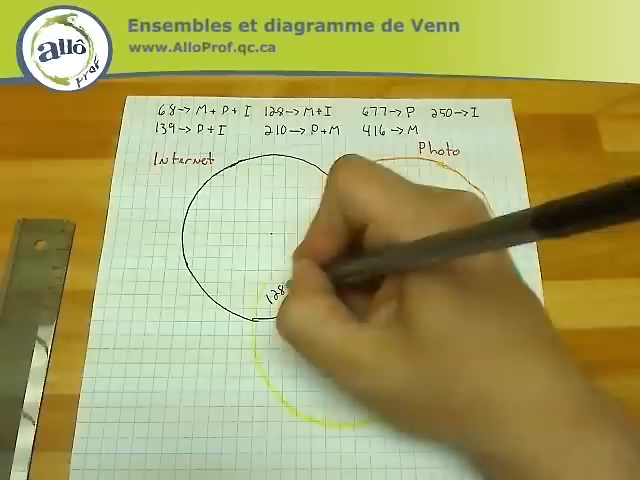 Ensembles et diagramme de Venn
www.AlloProf.qc.ca
allô
PROF
68→ M+P+I 128→ M+I 677→ P 250→ I
139→ P+I 210→ P+M 416→ M
Internet
Photo
128